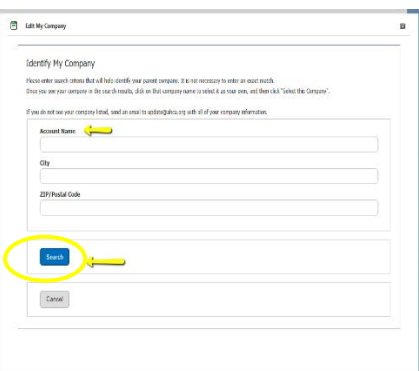 Edit My Company
Identify My Company
Please enter search criteria that will help identify your parent company. It is not necessary to enter an exact match.
Once you see your company in the search results, click on that company name to select it as your own, and then click "Select this Company".
If you do not see your company listed, send an email to with all of your company information.
Account Name
City
ZIP/Postal Code
Search
Cancel